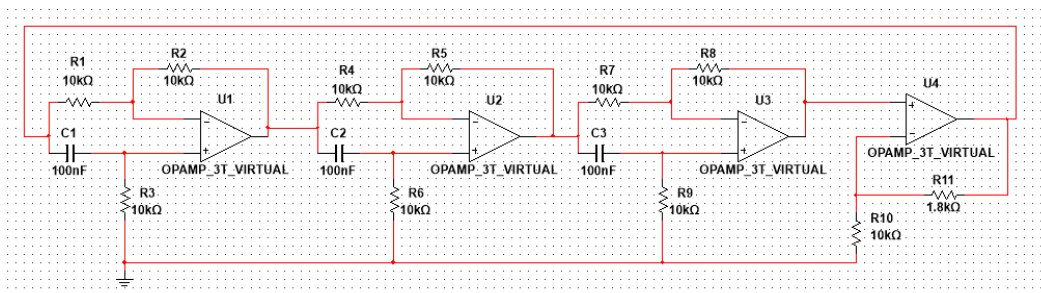 R1
10kΩ
R2
10kΩ
C1
100nF
U1
OPAMP_3T_VIRTUAL
R3
10kΩ
R4
10kΩ
R5
10kΩ
C2
100nF
U2
OPAMP_3T_VIRTUAL
R6
10kΩ
R7
10kΩ
R8
10kΩ
C3
100nF
U3
OPAMP_3T_VIRTUAL
R9
10kΩ
U4
OPAMP_3T_VIRTUAL
R11
1.8kΩ
R10
10kΩ